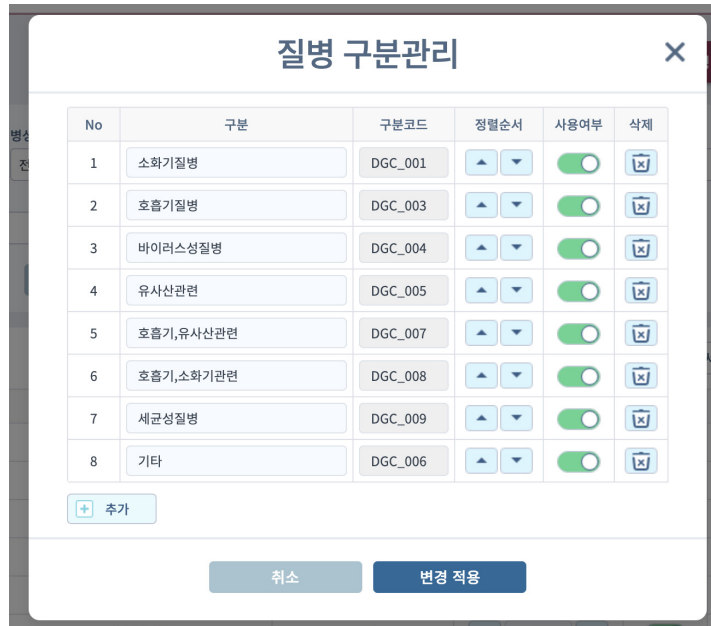 질병 구분관리
No 구분 구분코드 정렬순서 사용여부 삭제
1 소화기질병 DGC_001
2 호흡기질병 DGC_003
3 바이러스성질병 DGC_004
4 유사산관련 DGC_005
5 호흡기,유사산관련 DGC_007
6 호흡기,소화기관련 DGC_008
7 세균성질병 DGC_009
8 기타 DGC_006
추가
취소 변경 적용